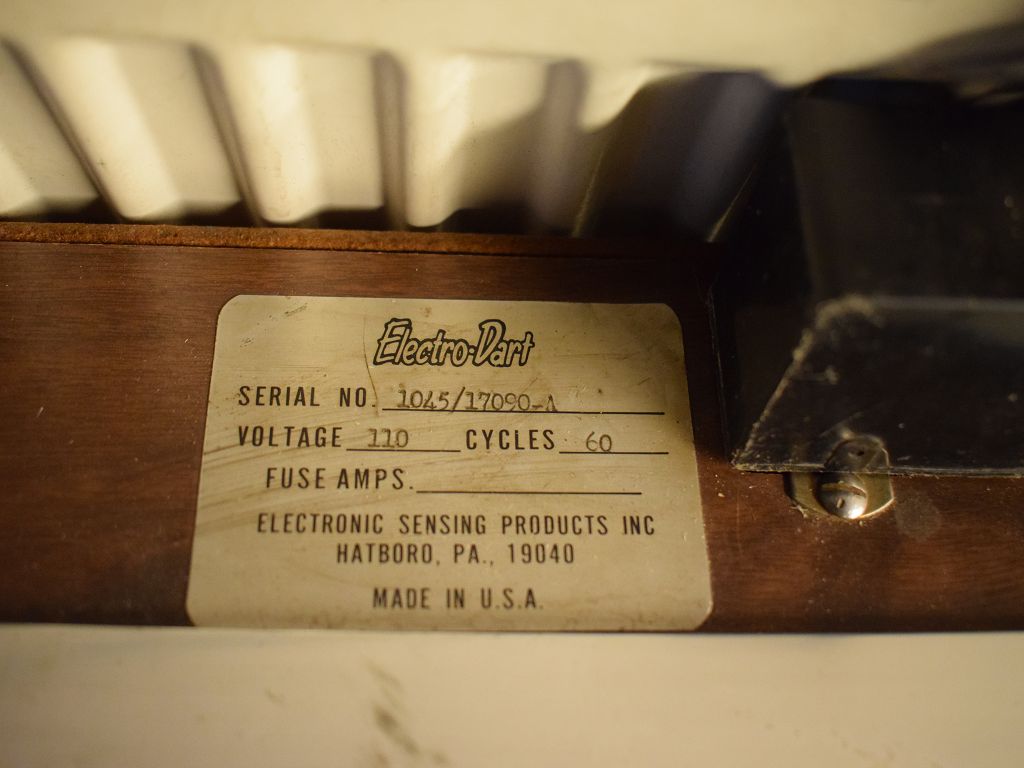 Electro-Dart
SERIAL NO. 1045/17090-A
VOLTAGE 110 CYCLES 60
FUSE AMPS.
ELECTRONIC SENSING PRODUCTS INC
HATBORO, PA., 19040
MADE IN U.S.A.